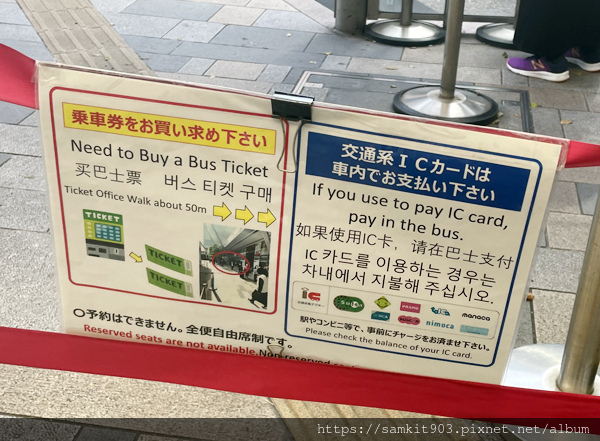 乗車券をお買い求め下さい
Need to Buy a Bus Ticket
买巴士票 버스 티켓 구매
Ticket Office Walk about 50m
TICKET
TICKET
TICKET
交通系ICカードは
車内でお支払い下さい
If you use to pay IC card,
pay in the bus.
如果使用IC卡，请在巴士支付
IC 카드를 이용하는 경우는
차내에서 지불해 주십시오.
nimoca
manaca
駅やコンビニ等で、事前にチャージをお済ませ下さい。
Please check the balance of your IC card.
〇予約はできません。全便自由席制です。
Reserved seats are not available.Non reserved
https://samkit903.pixnet.net/album